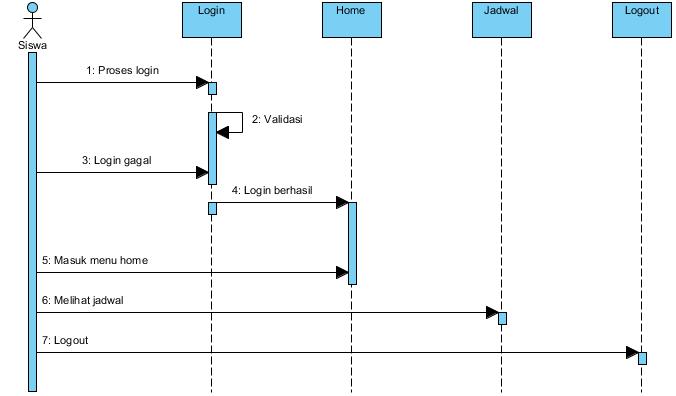 Login
Home
Jadwal
Logout
Siswa
1: Proses login
2: Validasi
3: Login gagal
4: Login berhasil
5: Masuk menu home
6: Melihat jadwal
7: Logout